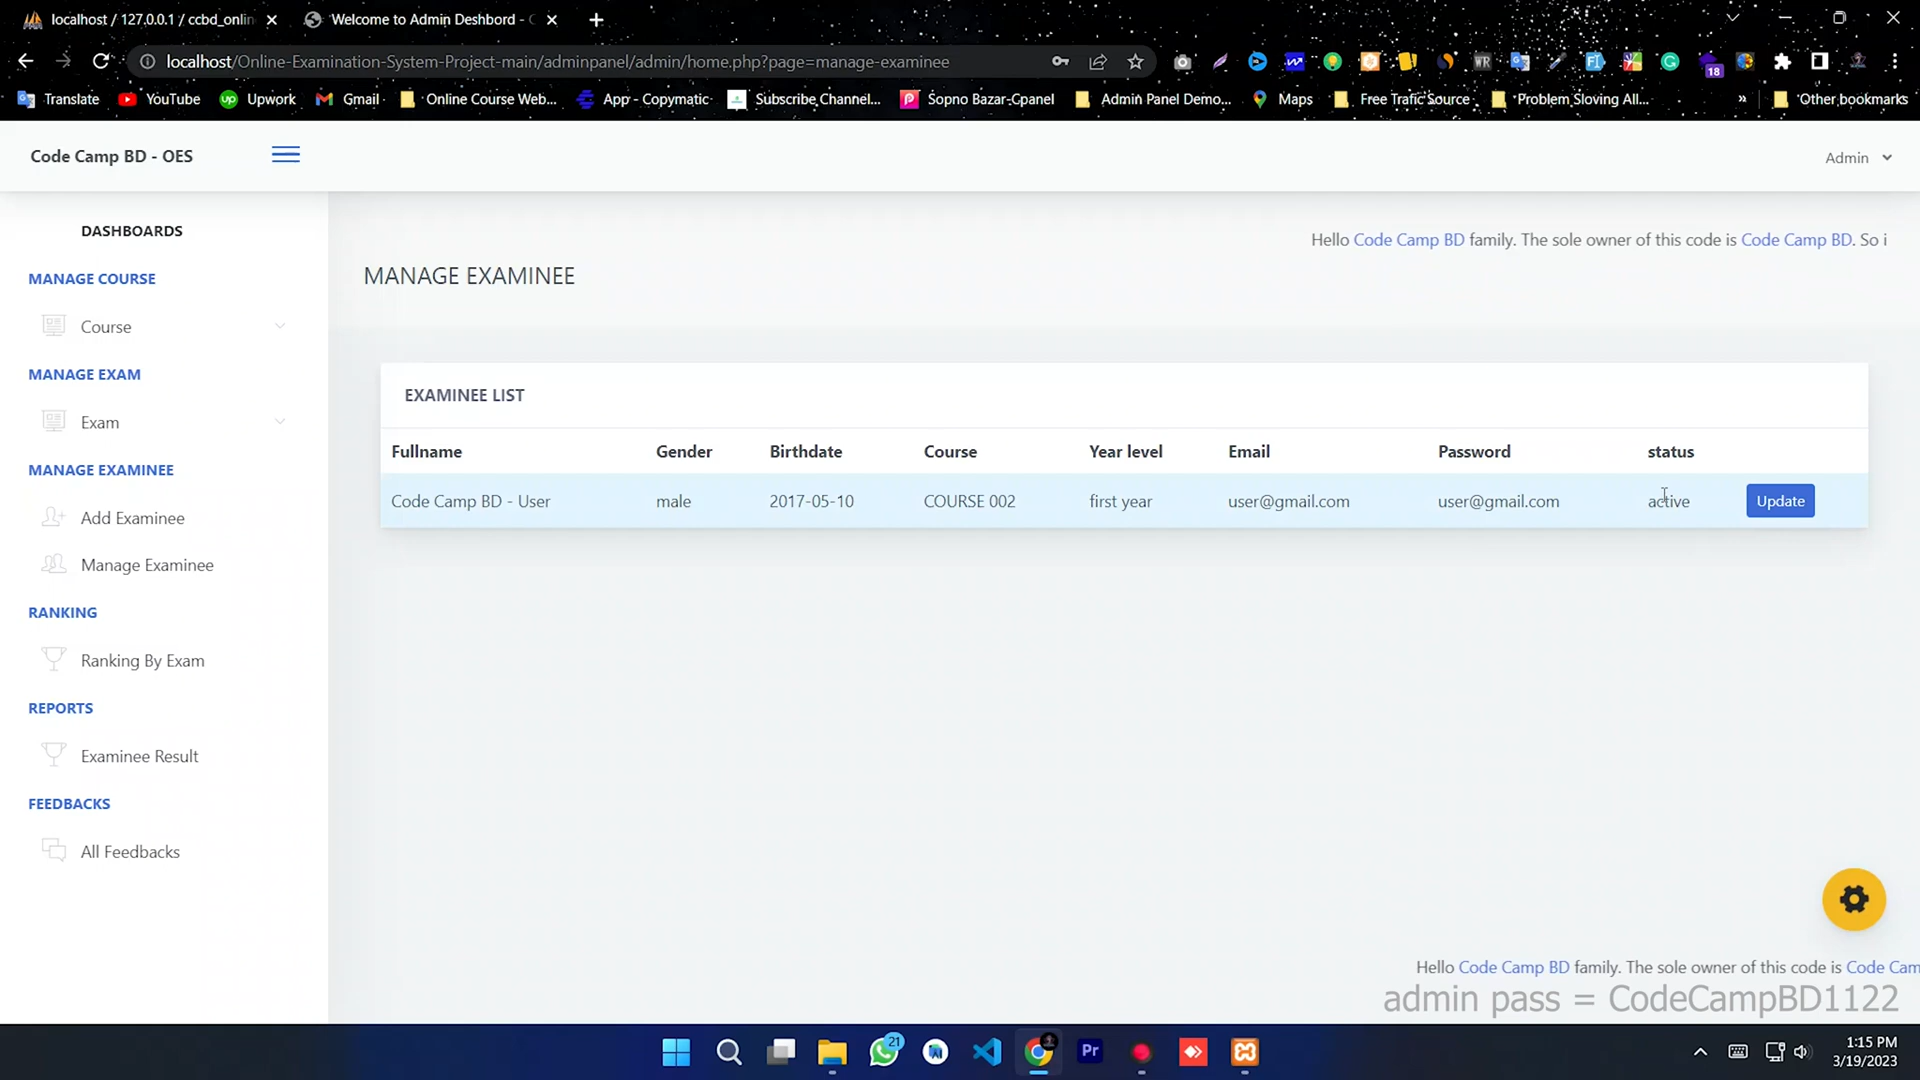 localhost / 127.0.0.1 / ccbd_onlin
Welcome to Admin Deshbord -
localhost/Online-Examination-System-Project-main/adminpanel/admin/home.php?page=manage-examinee
WR
18
Translate
YouTube
Upwork
Gmail
Online Course Web...
App - Copymatic
Subscribe Channel...
Sopno Bazar-Cpanel
Admin Panel Demo...
Maps
Free Trafic Source
Problem Sloving All...
»
Other bookmarks
Code Camp BD - OES
Admin
DASHBOARDS
MANAGE COURSE
Course
MANAGE EXAM
Exam
MANAGE EXAMINEE
Add Examinee
Manage Examinee
RANKING
Ranking By Exam
REPORTS
Examinee Result
FEEDBACKS
All Feedbacks
Hello Code Camp BD family. The sole owner of this code is Code Camp BD. So i
MANAGE EXAMINEE
EXAMINEE LIST
Fullname Gender Birthdate Course Year level Email Password status
Code Camp BD - User male 2017-05-10 COURSE 002 first year user@gmail.com user@gmail.com active Update
Hello Code Camp BD family. The sole owner of this code is Code Cam
admin pass = CodeCampBD1122
21
Pr
1:15 PM
3/19/2023